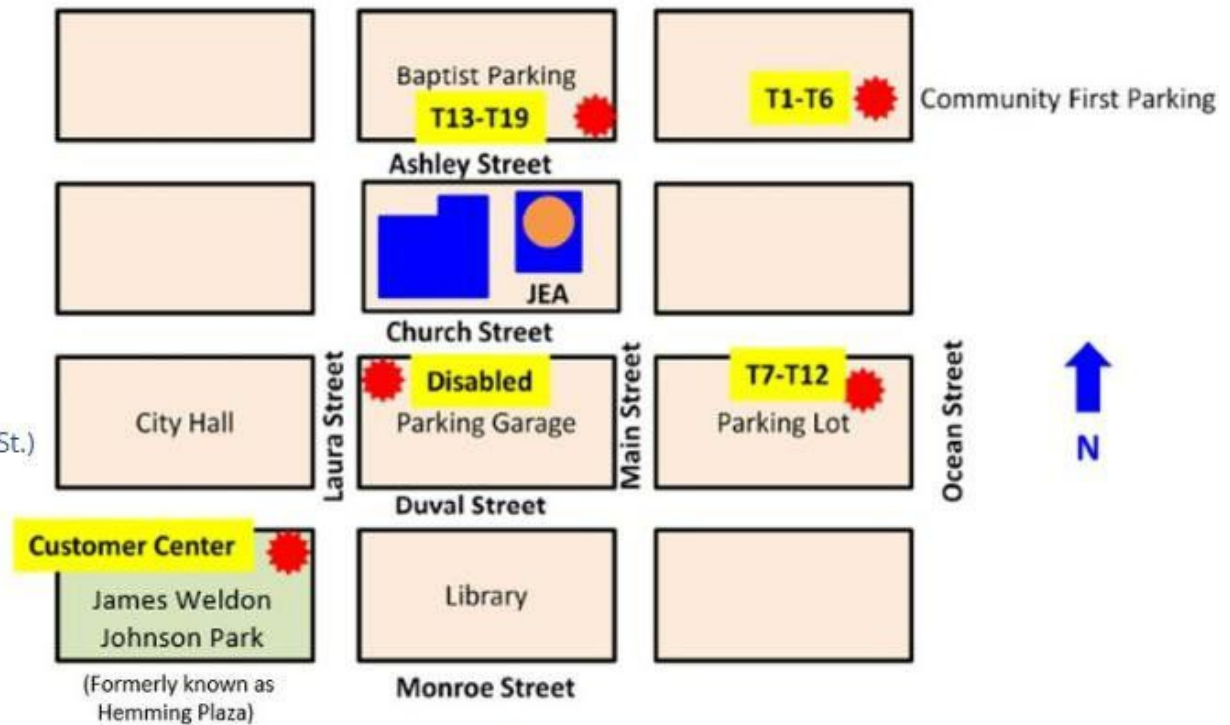 Baptist Parking
T13-T19
T1-T6
Community First Parking
Ashley Street
JEA
Church Street
City Hall
Laura Street
Disabled
Parking Garage
Main Street
T7-T12
Parking Lot
Ocean Street
N
St.)
Duval Street
Customer Center
James Weldon
Johnson Park
Library
(Formerly known as
Hemming Plaza)
Monroe Street